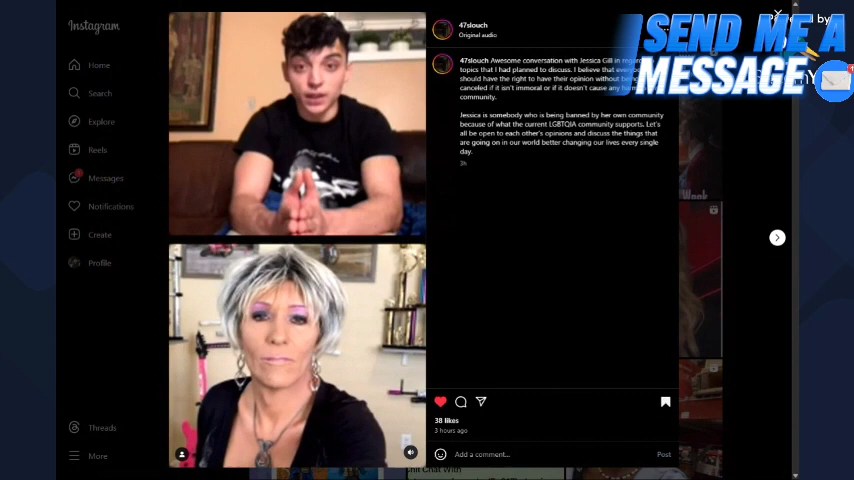 Instagram
Home
Search
Explore
Reels
Messages
Notifications
Create
Profile
Threads
More
47slouch
Original audio
47slouch Awesome conversation with Jessica Gill in
topics that I had planned to discuss. I believe that
should have the right to have their opinion without
canceled if it isn't immoral or if it doesn't cause any
community.
Jessica is somebody who is being banned by her own community
because of what the current LGBTQIA community supports. Let's
all be open to each other's opinions and discuss the things that
are going on in our world better changing our lives every single
day.
3h
38 likes
3 hours ago
Add a comment...
Post
SEND ME A
MESSAGE
by
Chit Chat With